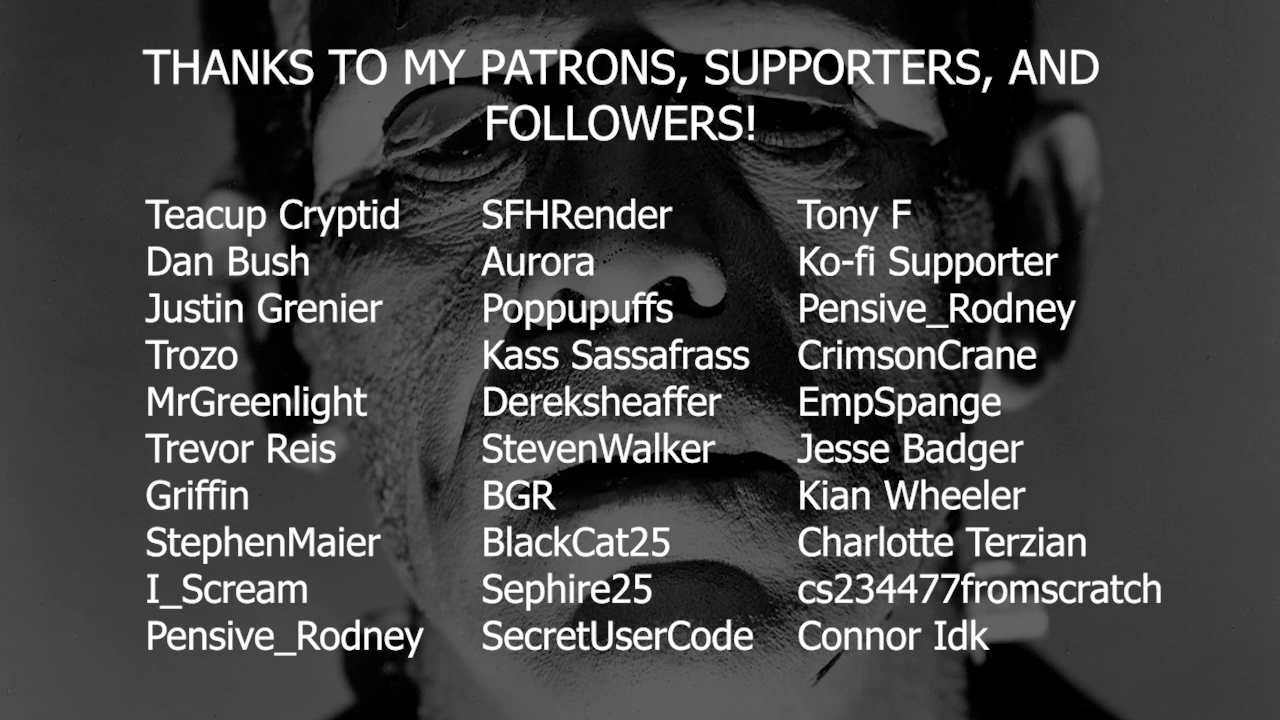 THANKS TO MY PATRONS, SUPPORTERS, AND
FOLLOWERS!
Teacup Cryptid
Dan Bush
Justin Grenier
Trozo
MrGreenlight
Trevor Reis
Griffin
StephenMaier
I_Scream
Pensive_Rodney
SFHRender
Aurora
Poppupuffs
Kass Sassafrass
Dereksheaffer
StevenWalker
BGR
BlackCat25
Sephire25
SecretUserCode
Tony F
Ko-fi Supporter
Pensive_Rodney
CrimsonCrane
EmpSpange
Jesse Badger
Kian Wheeler
Charlotte Terzian
cs234477fromscratch
Connor Idk